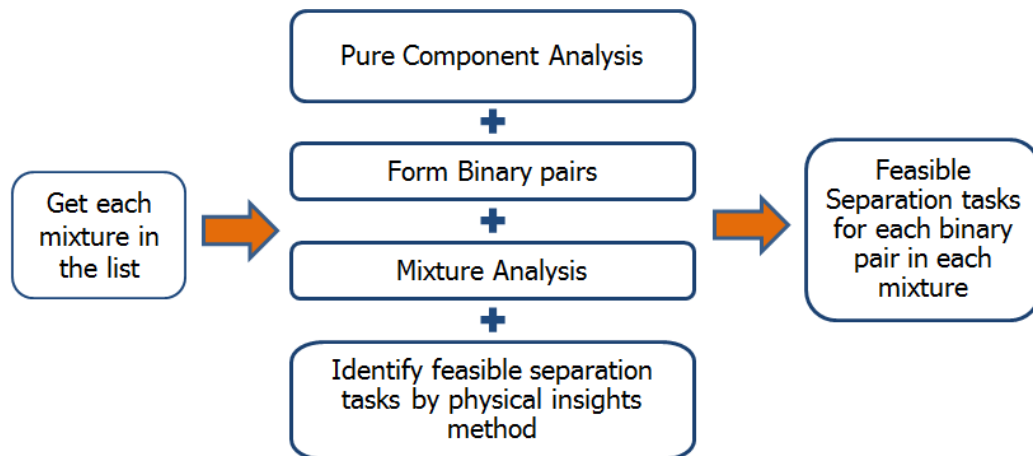 Get each
mixture in
the list
Pure Component Analysis
Form Binary pairs
Mixture Analysis
Identify feasible separation
tasks by physical insights
method
Feasible
Separation tasks
for each binary
pair in each
mixture